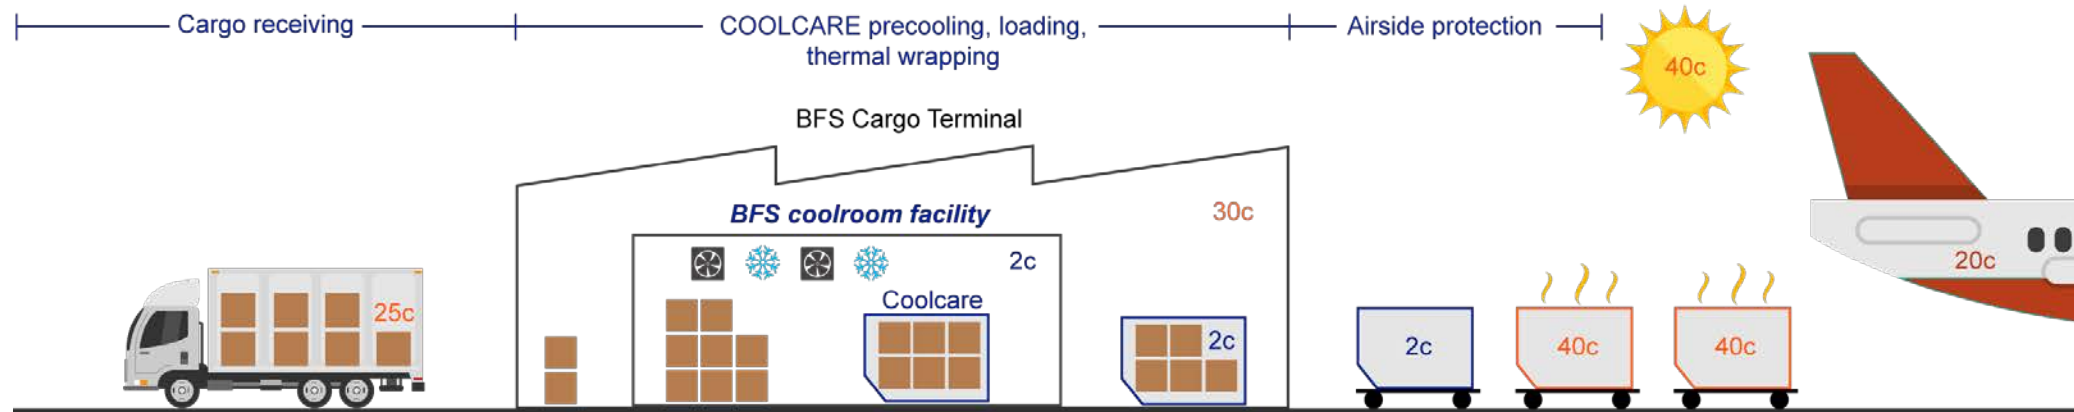 Cargo receiving
COOLCARE precooling, loading,
thermal wrapping
Airside protection
40c
BFS Cargo Terminal
BFS coolroom facility
30c
2c
20c
Coolcare
25c
2c
2c
40c
40c